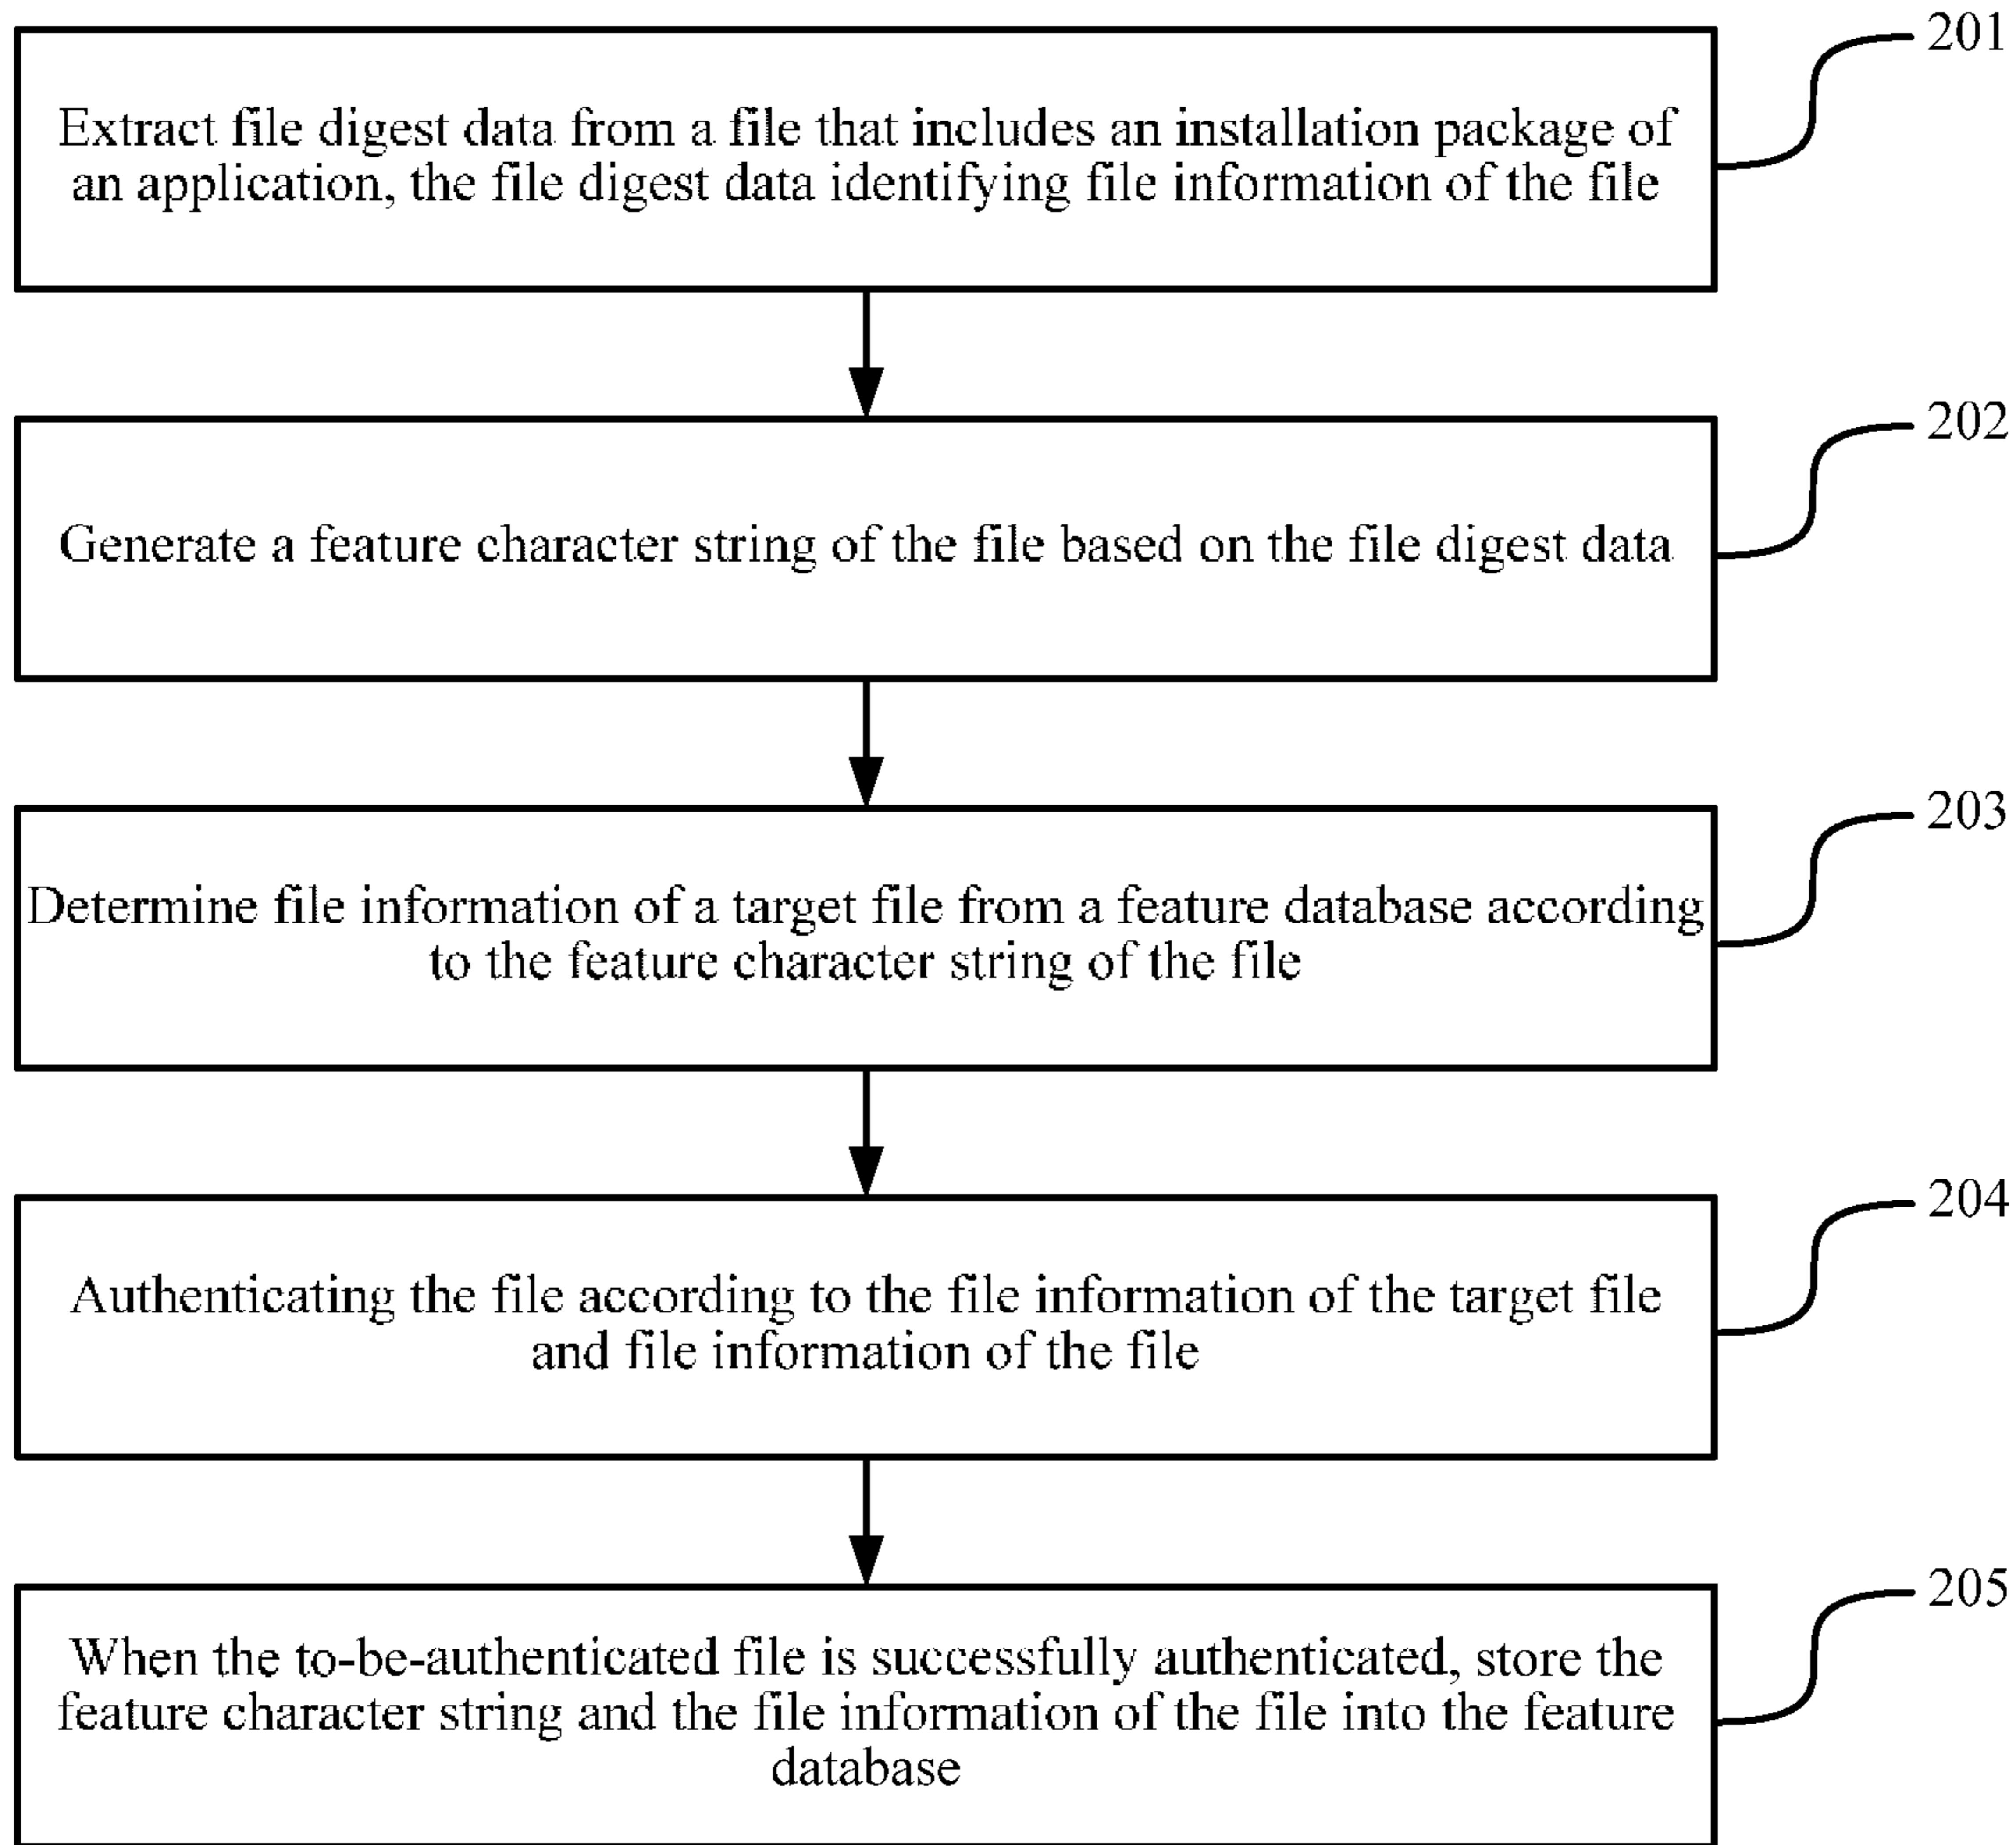 201
Extract file digest data from a file that includes an installation package of
an application, the file digest data identifying file information of the file
202
Generate a feature character string of the file based on the file digest data
203
Determine file information of a target file from a feature database according
to the feature character string of the file
204
Authenticating the file according to the file information of the target file
and file information of the file
205
When the to-be-authenticated file is successfully authenticated, store the
feature character string and the file information of the file into the feature
database